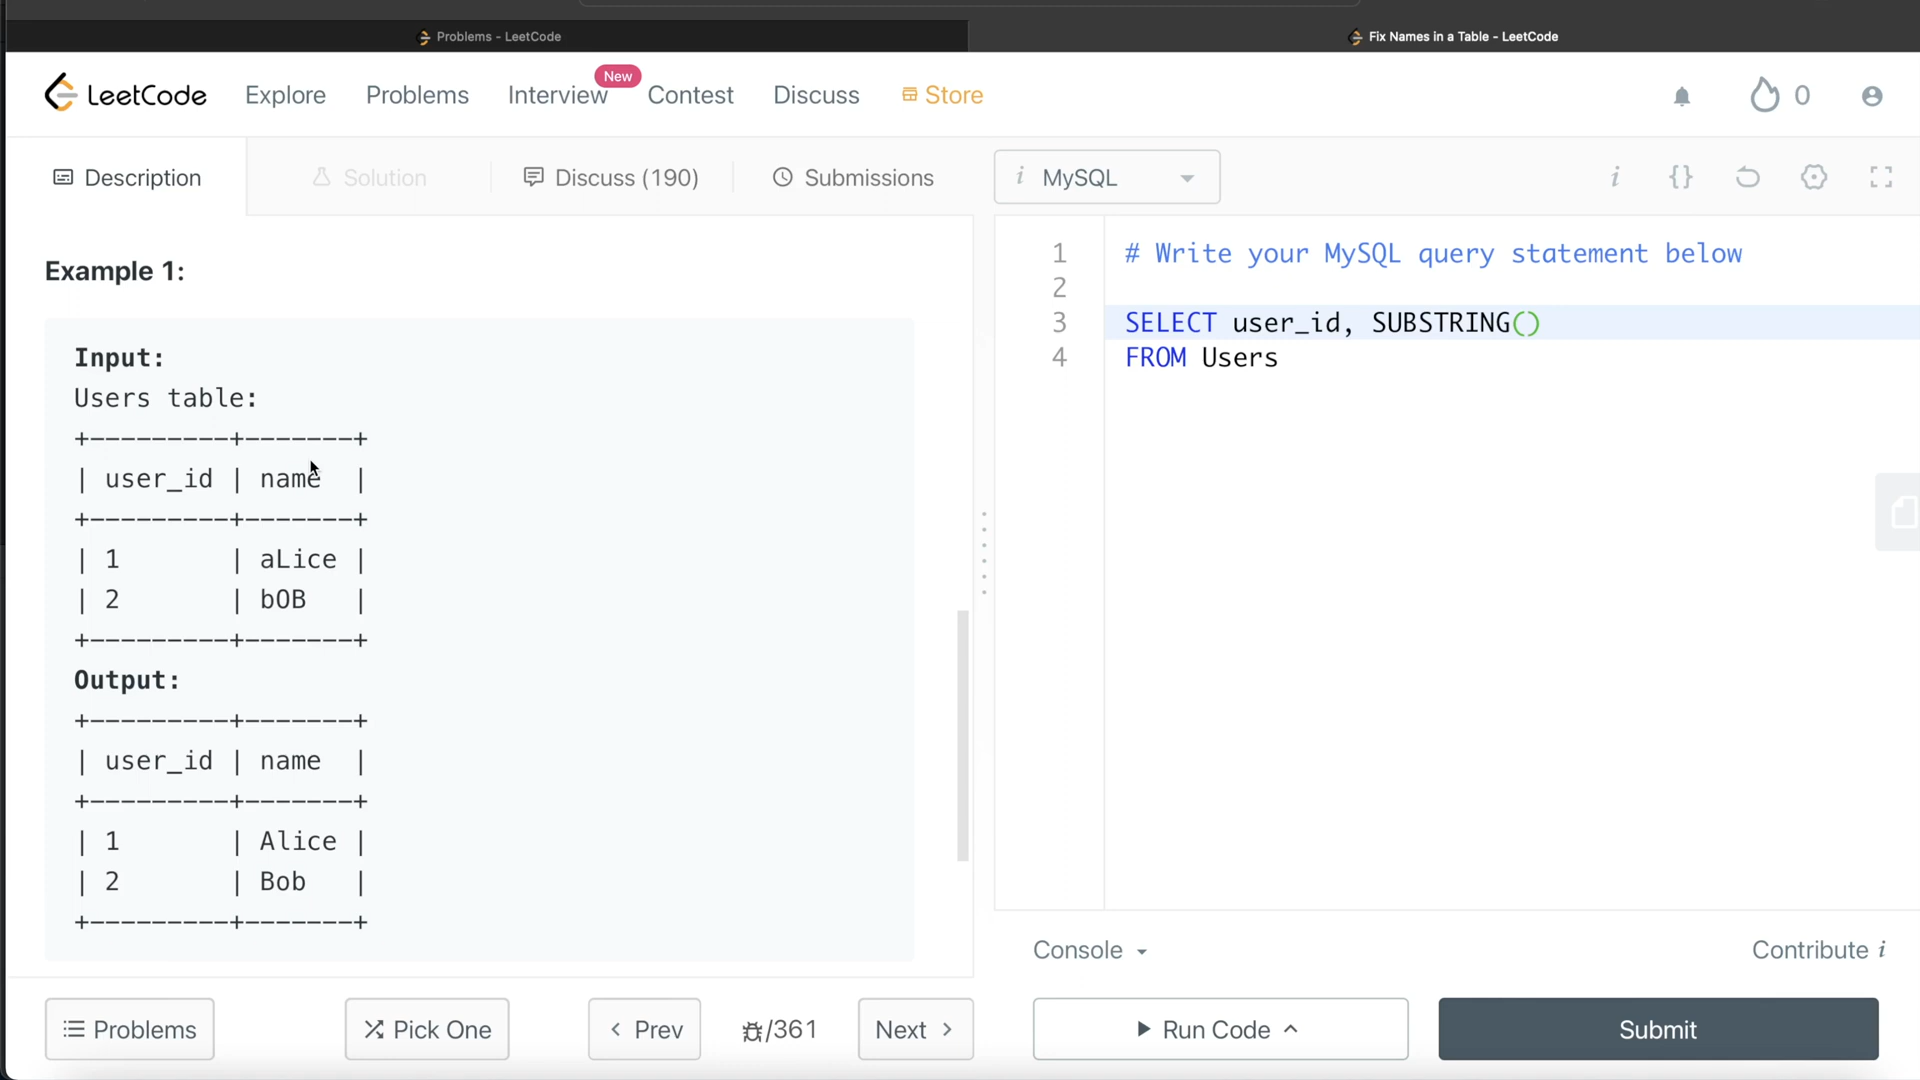 Problems - LeetCode
Fix Names in a Table - LeetCode
LeetCode Explore Problems Interview New Contest Discuss Store 0
Description Solution Discuss (190) Submissions
i MySQL i {}
Example 1:
Input:
Users table:
+---------+-------+
| user_id | name  |
+---------+-------+
| 1       | aLice |
| 2       | bOB   |
+---------+-------+
Output:
+---------+-------+
| user_id | name  |
+---------+-------+
| 1       | Alice |
| 2       | Bob   |
+---------+-------+
1 # Write your MySQL query statement below
2
3 SELECT user_id, SUBSTRING()
4 FROM Users
Console Contribute i
Problems Pick One < Prev /361 Next > Run Code Submit